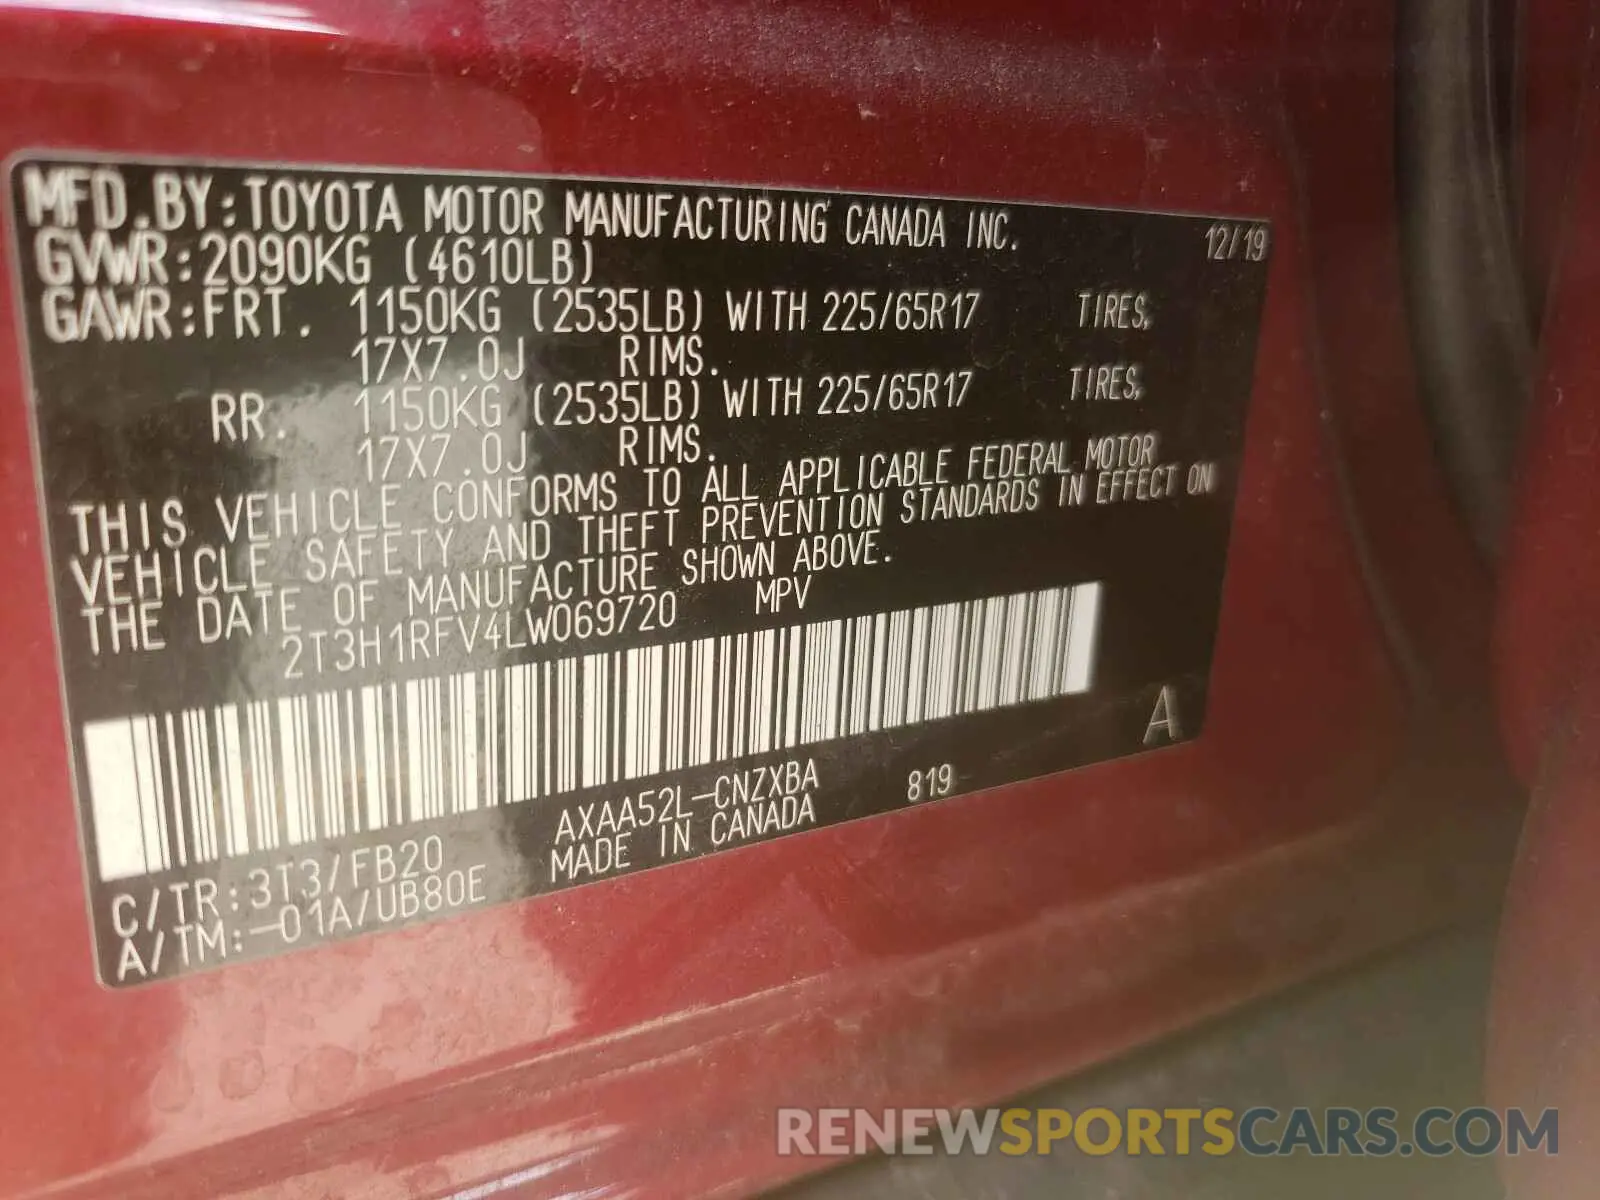 MFD.BY:TOYOTA MOTOR MANUFACTURING CANADA INC. 12/19
GVWR:2090KG (4610LB)
GAWR:FRT. 1150KG (2535LB) WITH 225/65R17 TIRES,
17X7.0J RIMS.
RR. 1150KG (2535LB) WITH 225/65R17 TIRES,
17X7.0J RIMS.
THIS VEHICLE CONFORMS TO ALL APPLICABLE FEDERAL MOTOR
VEHICLE SAFETY AND THEFT PREVENTION STANDARDS IN EFFECT ON
THE DATE OF MANUFACTURE SHOWN ABOVE.
2T3H1RFV4LW069720 MPV
A
AXAA52L-CNZXBA 819
MADE IN CANADA
C/TR:3T3/FB20
A/TM:-01A/UB80E
RENEWSPORTSCARS.COM